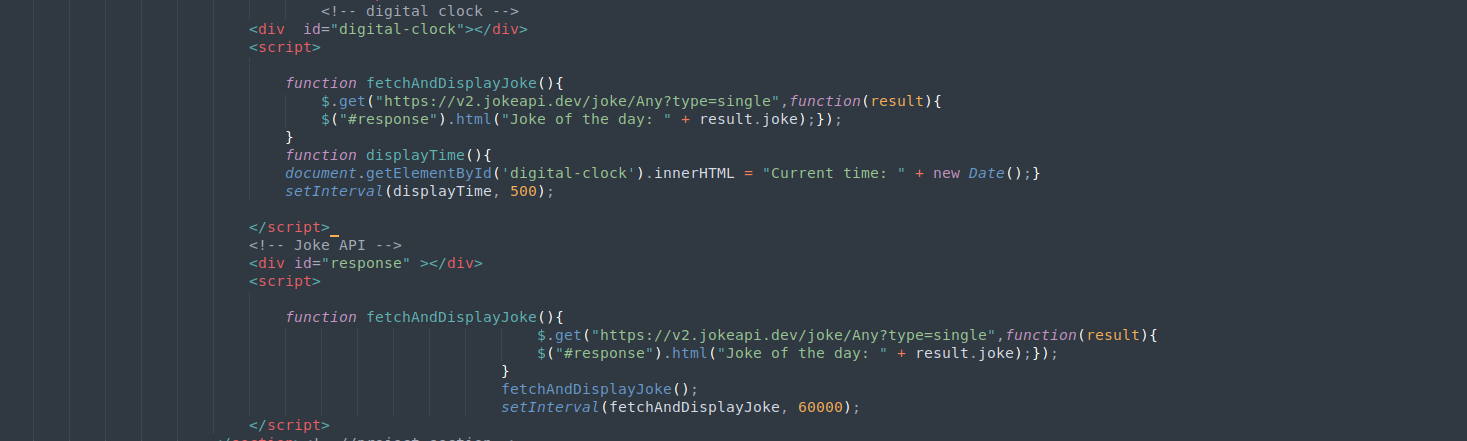 <!-- digital clock -->
<div  id="digital-clock"></div>
<script>
function fetchAndDisplayJoke(){
$.get("https://v2.jokeapi.dev/joke/Any?type=single",function(result){
$("#response").html("Joke of the day: " + result.joke);});
}
function displayTime(){
document.getElementById('digital-clock').innerHTML = "Current time: " + new Date();}
setInterval(displayTime, 500);
</script>
<!-- Joke API -->
<div id="response" ></div>
<script>
function fetchAndDisplayJoke(){
$.get("https://v2.jokeapi.dev/joke/Any?type=single",function(result){
$("#response").html("Joke of the day: " + result.joke);});
}
fetchAndDisplayJoke();
setInterval(fetchAndDisplayJoke, 60000);
</script>